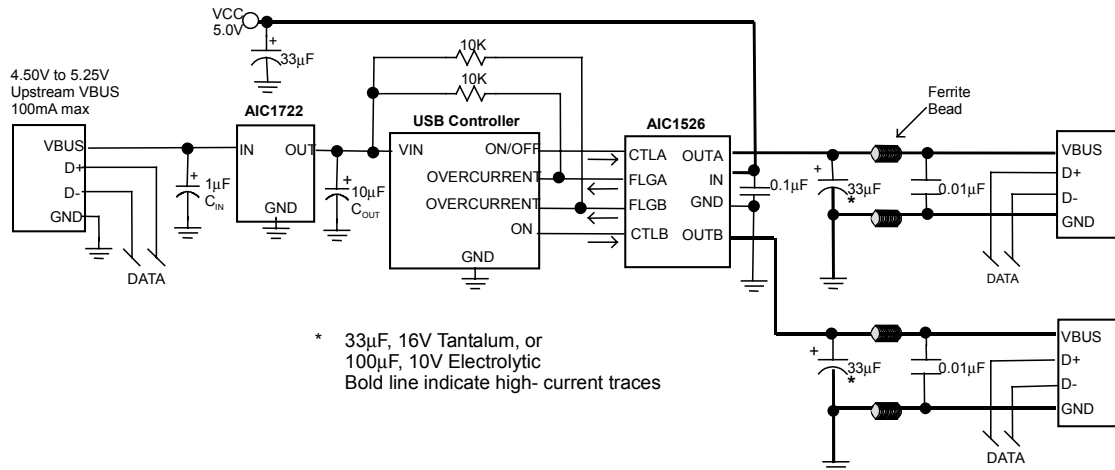 VCC
5.0V
+
33µF
10K
10K
4.50V to 5.25V
Upstream VBUS
100mA max
VBUS
D+
D-
GND
DATA
+
1µF
C_IN
AIC1722
IN
OUT
GND
+
10µF
C_OUT
USB Controller
VIN
ON/OFF
OVERCURRENT
OVERCURRENT
ON
GND
AIC1526
CTLA
FLGA
FLGB
CTLB
OUTA
IN
GND
OUTB
0.1µF
Ferrite
Bead
+
33µF
*
0.01µF
VBUS
D+
D-
GND
DATA
+
33µF
*
0.01µF
VBUS
D+
D-
GND
DATA
* 33µF, 16V Tantalum, or
100µF, 10V Electrolytic
Bold line indicate high- current traces